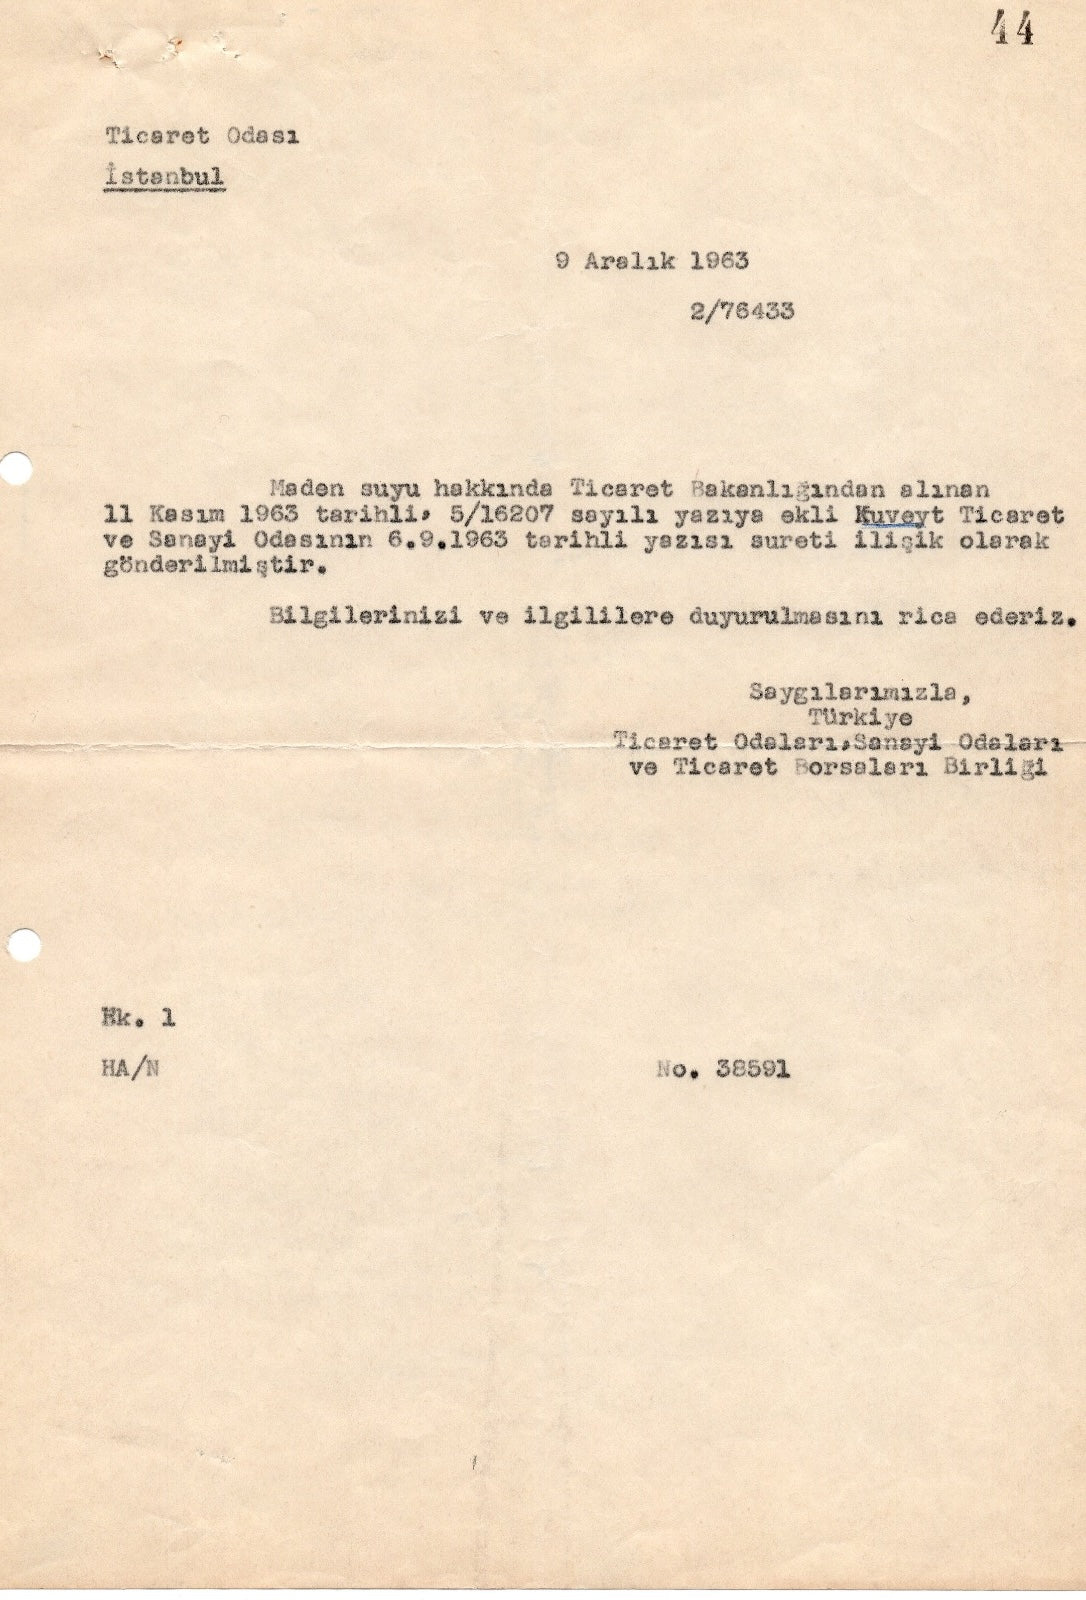 44
Ticaret Odası
İstanbul
9 Aralık 1963
2/76433
Maden suyu hakkında Ticaret Bakanlığından alınan
11 Kasım 1963 tarihli, 5/16207 sayılı yazıya ekli Kuveyt Ticaret
ve Sanayi Odasının 6.9.1963 tarihli yazısı sureti ilişik olarak
gönderilmiştir.
Bilgilerinizi ve ilgililere duyurulmasını rica ederiz.
Saygılarımızla,
Türkiye
Ticaret Odaları,Sanayi Odaları
ve Ticaret Borsaları Birliği
Ek. 1
HA/N
No. 38591